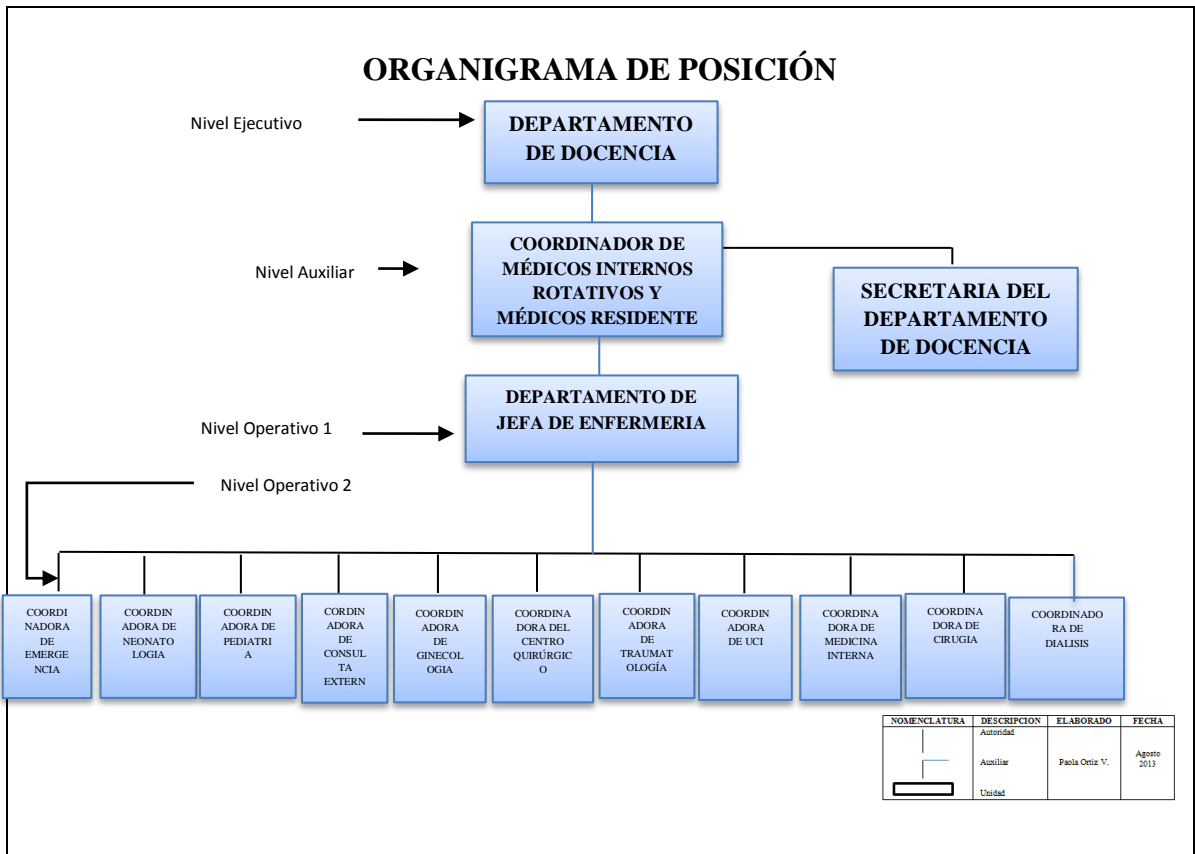 ORGANIGRAMA DE POSICIÓN
Nivel Ejecutivo
DEPARTAMENTO
DE DOCENCIA
Nivel Auxiliar
COORDINADOR DE
MÉDICOS INTERNOS
ROTATIVOS Y
MÉDICOS RESIDENTE
SECRETARIA DEL
DEPARTAMENTO
DE DOCENCIA
Nivel Operativo 1
DEPARTAMENTO DE
JEFA DE ENFERMERIA
Nivel Operativo 2
COORDI
NADORA
DE
EMERGE
NCIA
COORDIN
ADORA DE
NEONATO
LOGIA
COORDIN
ADORA DE
PEDIATRI
A
CORDIN
ADORA
DE
CONSUL
TA
EXTERN
COORDIN
ADORA
DE
GINECOL
OGIA
COORDINA
DORA DEL
CENTRO
QUIRÚRGIC
O
COORDIN
ADORA
DE
TRAUMAT
OLOGÍA
COORDIN
ADORA
DE UCI
COORDINA
DORA DE
MEDICINA
INTERNA
COORDINA
DORA DE
CIRUGIA
COORDINADO
RA DE
DIALISIS
NOMENCLATURA DESCRIPCION ELABORADO FECHA
Autoridad
Auxiliar
Unidad
Paola Ortiz V.
Agosto
2013